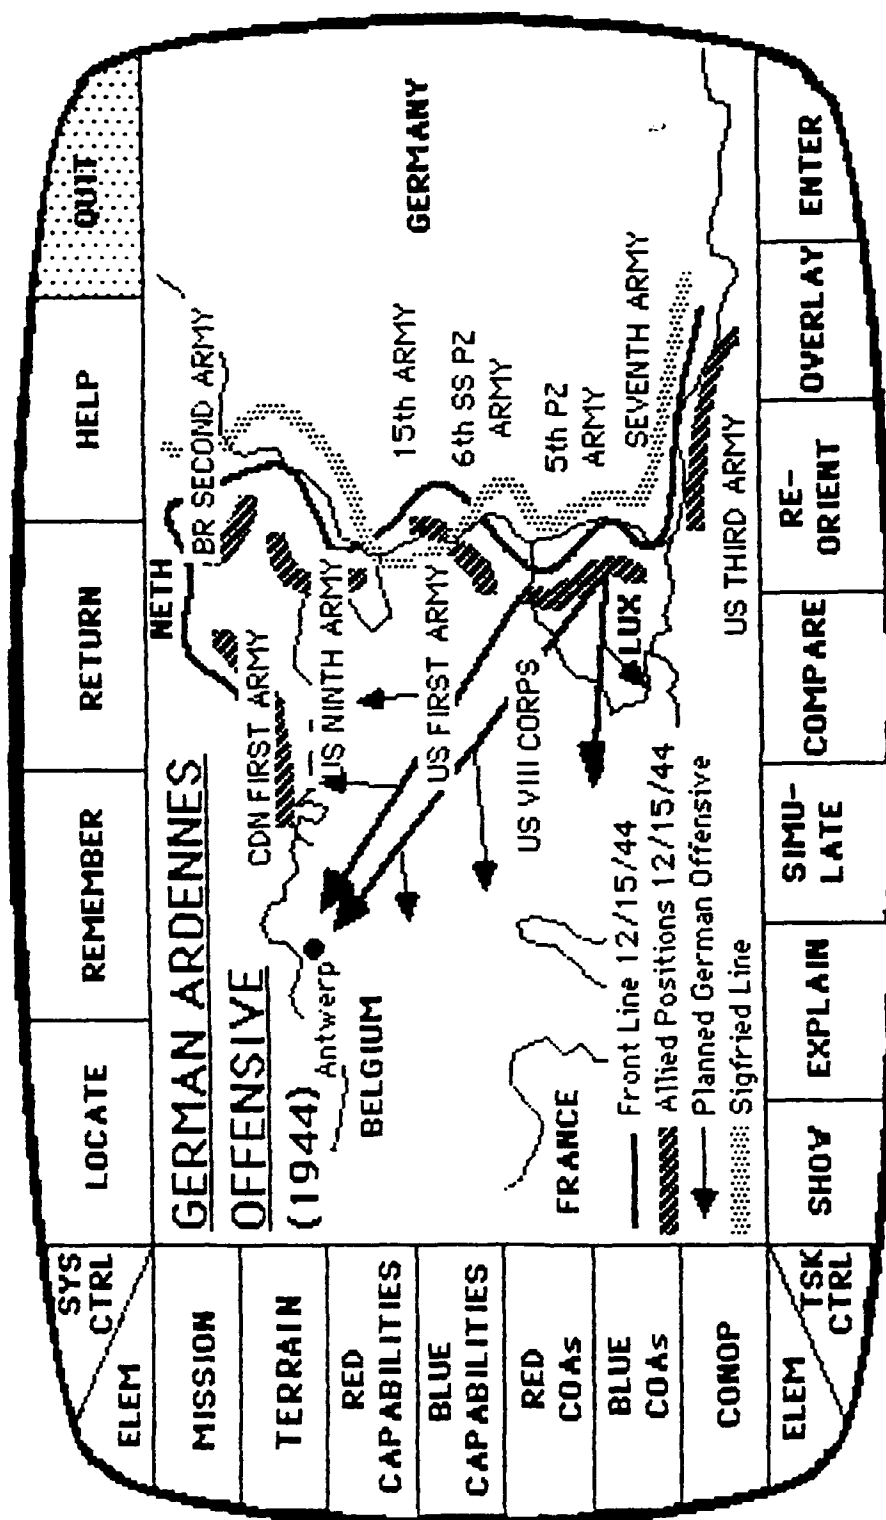 SYS
CTRL
ELEM
LOCATE
REMEMBER
RETURN
HELP
QUIT
MISSION
TERRAIN
RED
CAPABILITIES
BLUE
CAPABILITIES
RED
COAs
BLUE
COAs
CONOP
GERMAN ARDENNES
OFFENSIVE
(1944)
Antwerp
BELGIUM
FRANCE
NETH
BR SECOND ARMY
CDN FIRST ARMY
US NINTH ARMY
US FIRST ARMY
US VIII CORPS
LUX
US THIRD ARMY
15th ARMY
6th SS PZ
ARMY
5th PZ
ARMY
SEVENTH ARMY
GERMANY
Front Line 12/15/44
Allied Positions 12/15/44
Planned German Offensive
Sigfried Line
ELEM
TSK
CTRL
SHOW
EXPLAIN
SIMU-
LATE
COMPARE
RE-
ORIENT
OVERLAY
ENTER